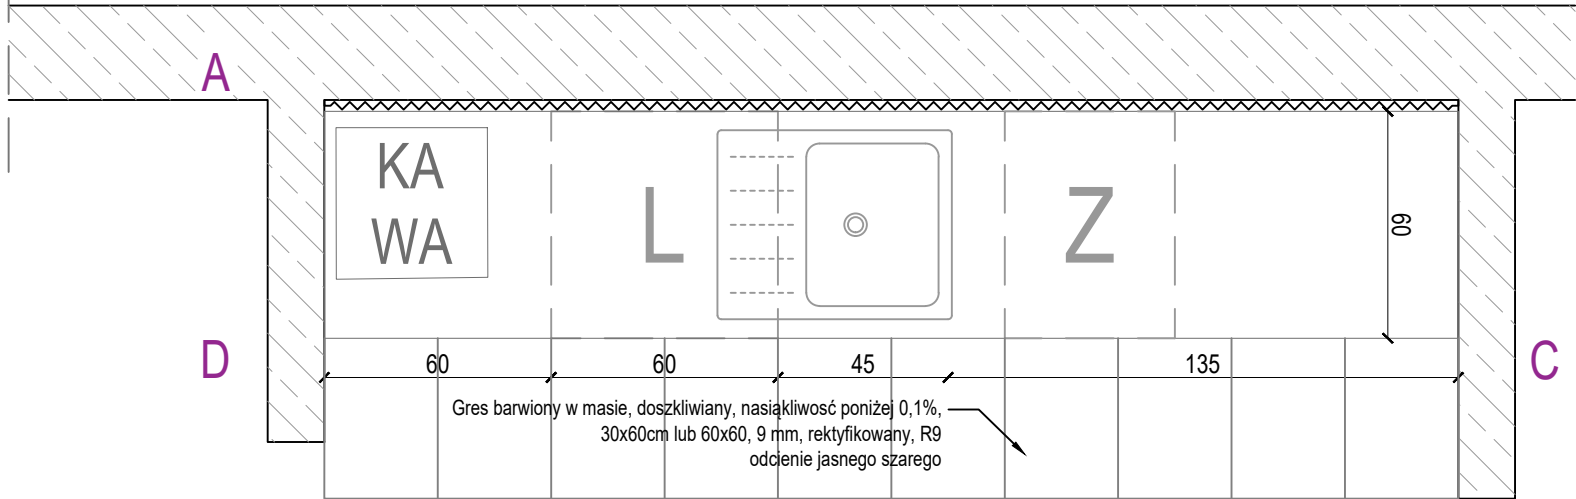 A
KA
WA
L
Z
60
D
60
60
45
135
C
Gres barwiony w masie, doszkliwiany, nasiąkliwosć poniżej 0,1%,
30x60cm lub 60x60, 9 mm, rektyfikowany, R9
odcienie jasnego szarego